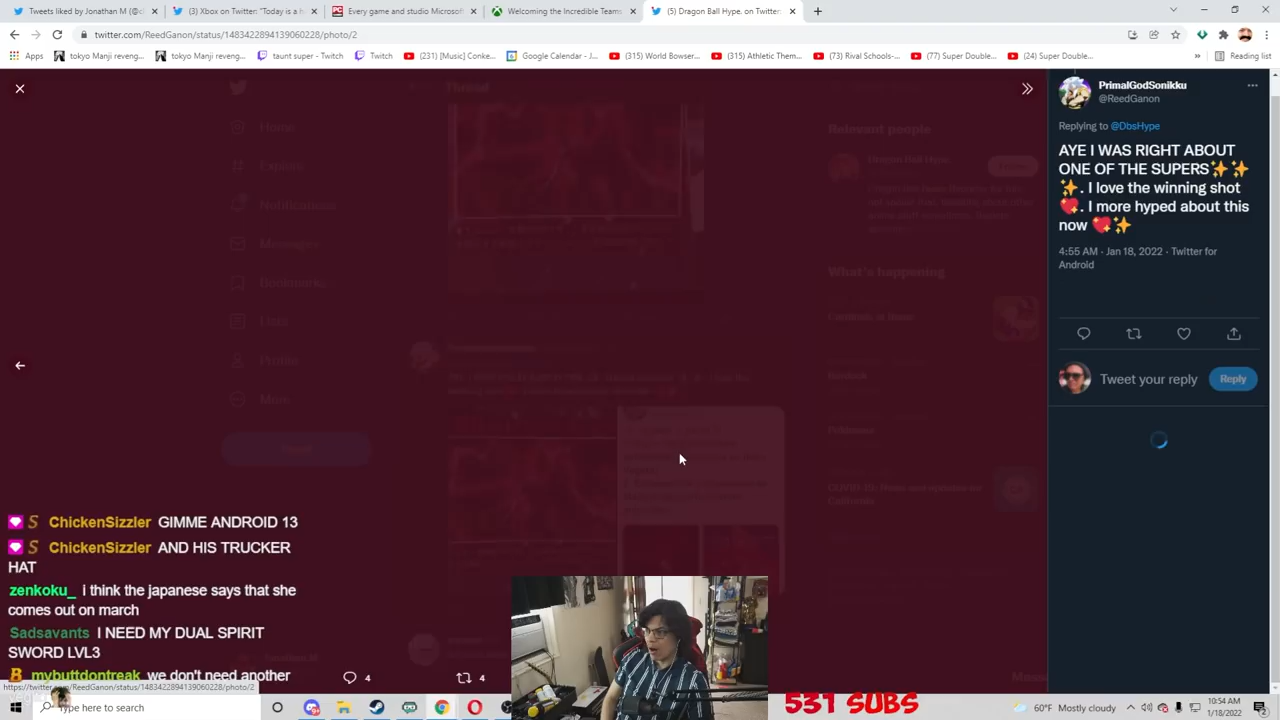 Tweets liked by Jonathan M (@cl
(3) Xbox on Twitter: "Today is a h
Every game and studio Microsoft
Welcoming the Incredible Teams
(5) Dragon Ball Hype. on Twitter:
twitter.com/ReedGanon/status/1483422894139060228/photo/2
Apps
tokyo Manji reveng...
tokyo Manji reveng...
taunt super - Twitch
Twitch
(231) [Music] Conke...
Google Calendar - J...
(315) World Bowser...
(315) Athletic Them...
(73) Rival Schools-...
(77) Super Double...
(24) Super Double...
»
Reading list
Thread
Home
Explore
Notifications
Messages
Bookmarks
Lists
Profile
More
Relevant people
Dragon Ball Hype.
What's happening
PrimalGodSonikku
@ReedGanon
Replying to @DbsHype
AYE I WAS RIGHT ABOUT
ONE OF THE SUPERS✨✨
✨. I love the winning shot
💖. I more hyped about this
now 💖✨
4:55 AM · Jan 18, 2022 · Twitter for
Android
Tweet your reply
Reply
ChickenSizzler GIMME ANDROID 13
ChickenSizzler AND HIS TRUCKER
HAT
zenkoku_ i think the japanese says that she
comes out on march
Sadsavants I NEED MY DUAL SPIRIT
SWORD LVL3
mybuttdontreak we don't need another
4
4
https://twitter.com/ReedGanon/status/1483422894139060228/photo/2
531 SUBS
Type here to search
60°F Mostly cloudy
10:54 AM
1/18/2022